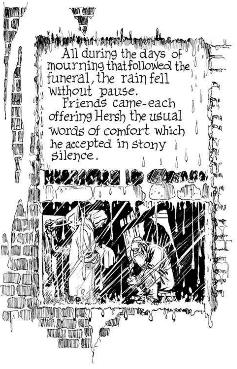 All during the days of
mourning that followed the
funeral, the rain fell
without pause.
Friends came-each
offering Hersh the usual
words of comfort which
he accepted in stony
silence.